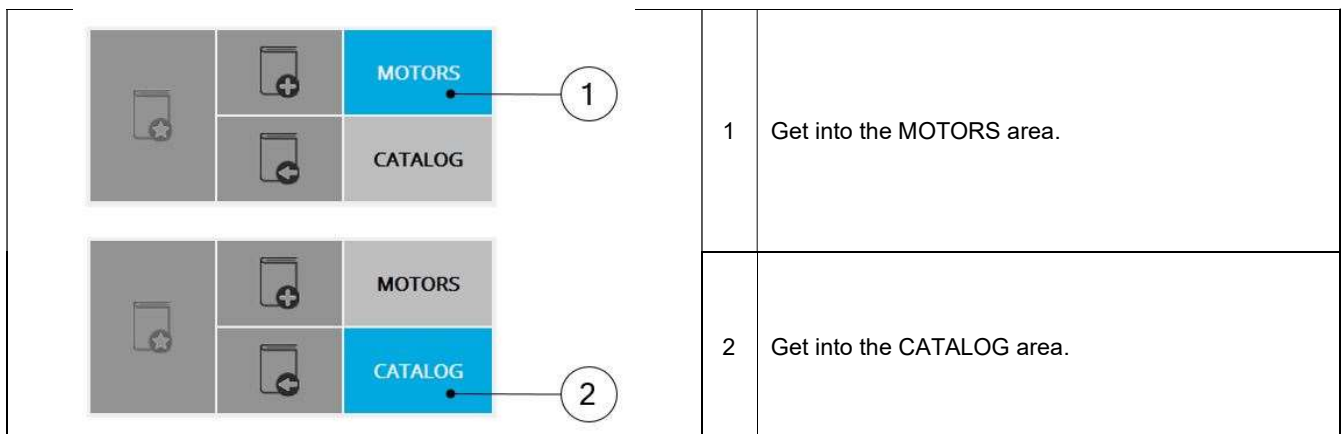 MOTORS
1
CATALOG
1 Get into the MOTORS area.
MOTORS
CATALOG
2
2 Get into the CATALOG area.